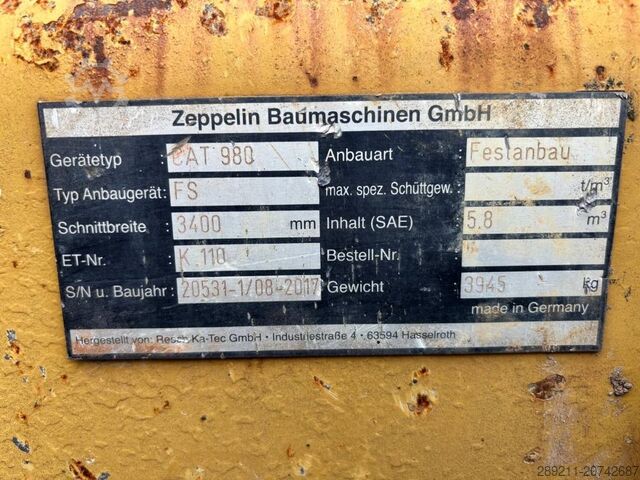 Zeppelin Baumaschinen GmbH
Gerätetyp : CAT 980 Anbauart : Festanbau
Typ Anbaugerät: FS max. spez. Schüttgew. : t/m³
Schnittbreite : 3400 mm Inhalt (SAE) : 5.8 m³
ET-Nr. : K 110 Bestell-Nr. :
S/N u. Baujahr : 20531-1/08-2017 Gewicht : 3945 kg
made in Germany
Hergestellt von: Resch Ka-Tec GmbH • Industriestraße 4 • 63594 Hasselroth
289211-20742687